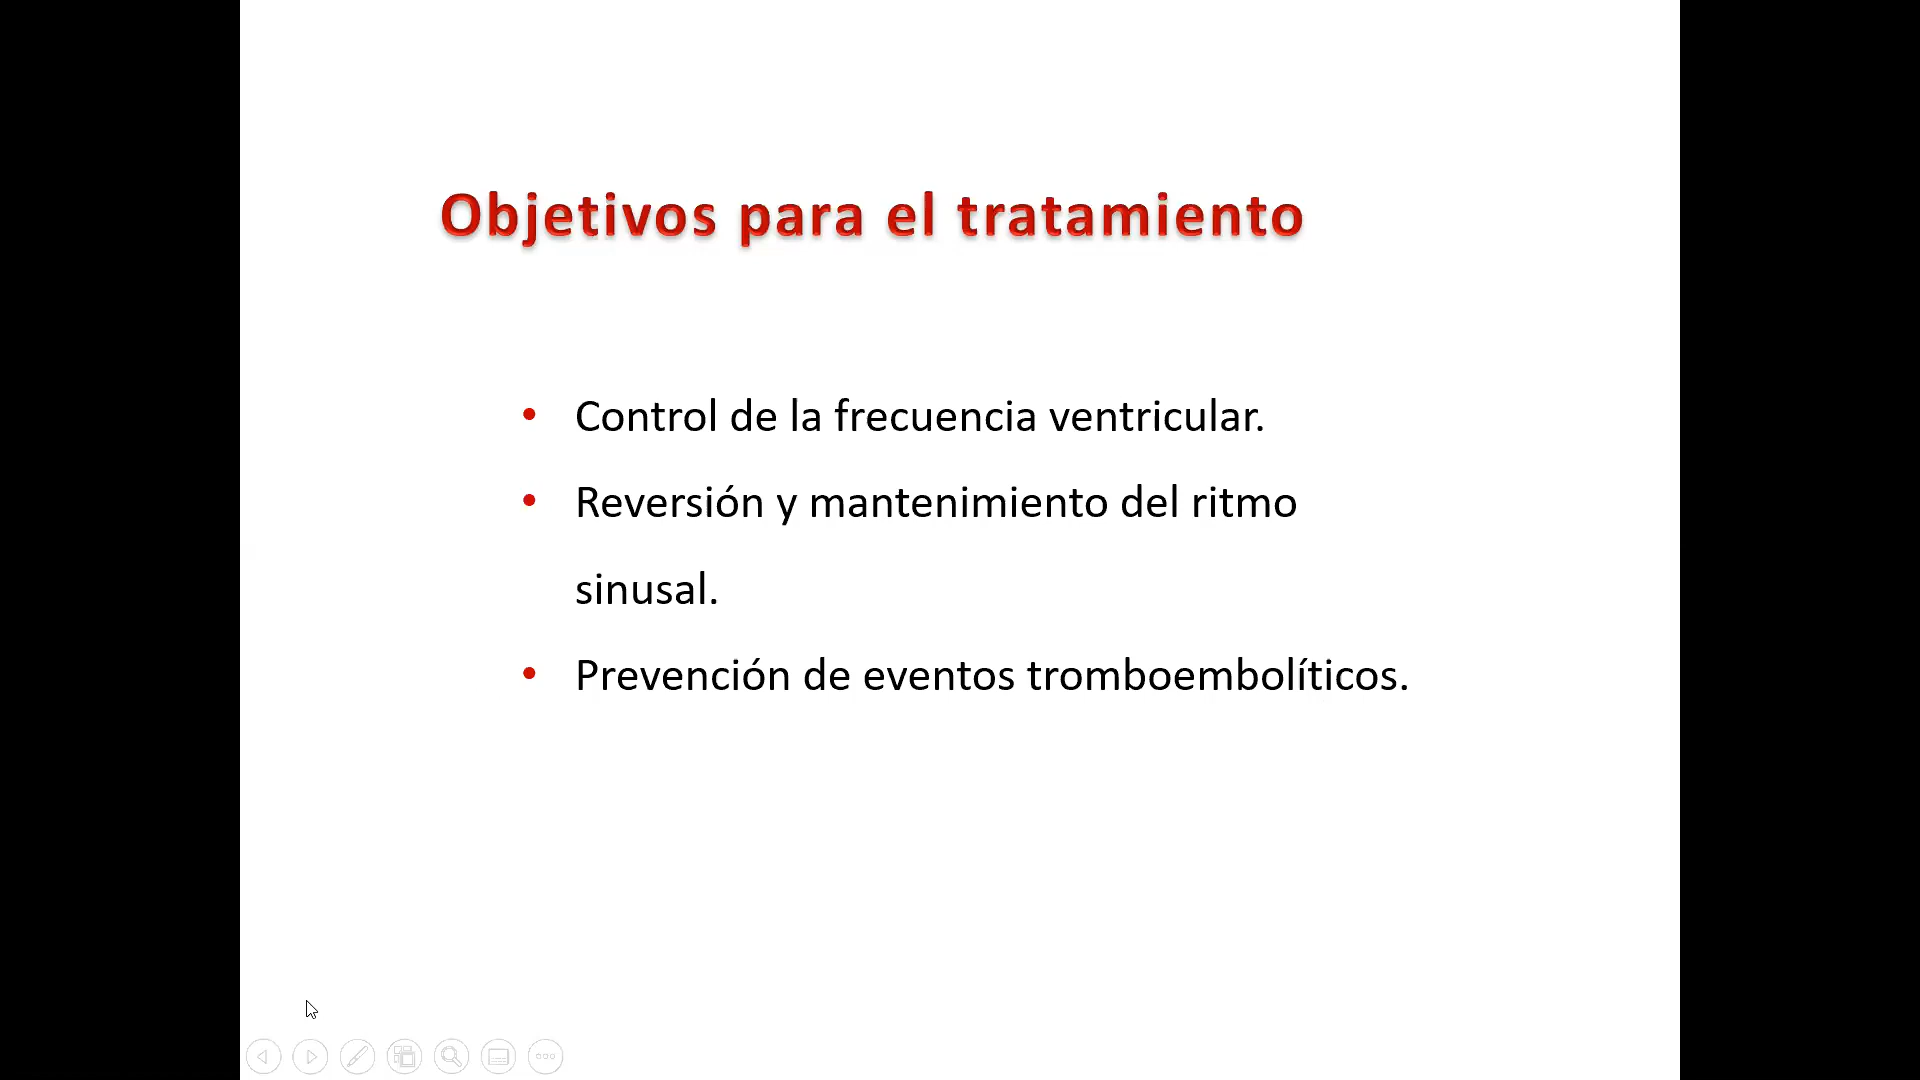 Objetivos para el tratamiento
• Control de la frecuencia ventricular.
• Reversión y mantenimiento del ritmo
sinusal.
• Prevención de eventos tromboembolíticos.